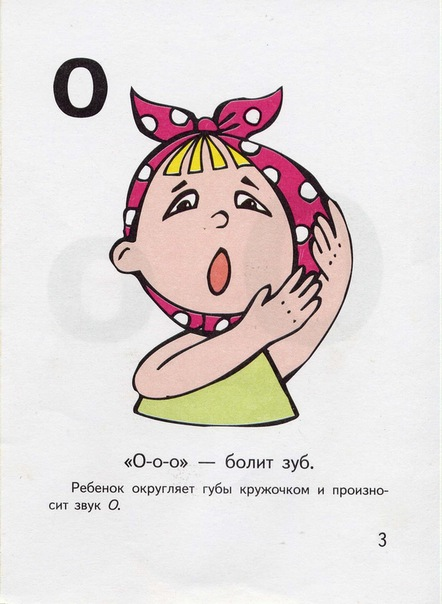 О
«О-о-о» — болит зуб.
Ребенок округляет губы кружочком и произно-
сит звук О.
3